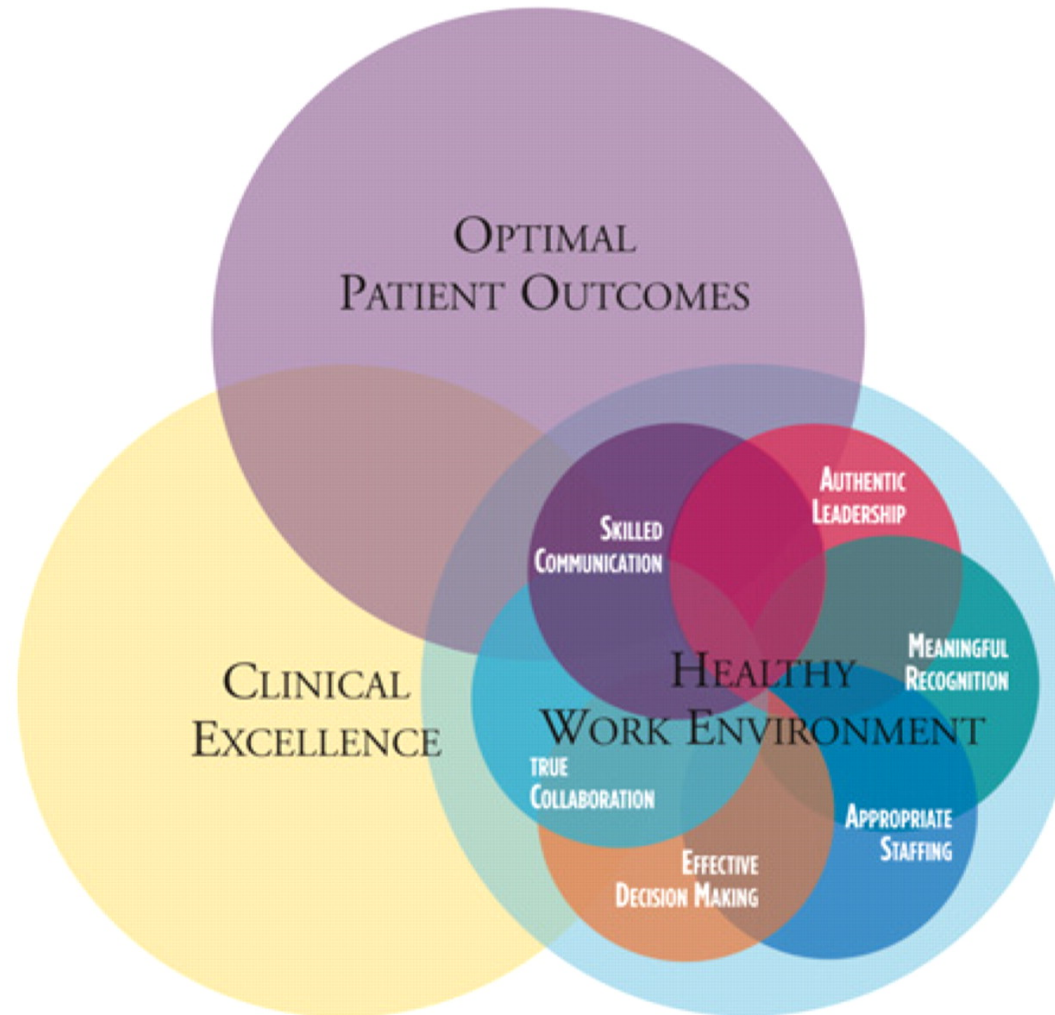 OPTIMAL
PATIENT OUTCOMES
AUTHENTIC
LEADERSHIP
SKILLED
COMMUNICATION
MEANINGFUL
RECOGNITION
HEALTHY
WORK ENVIRONMENT
CLINICAL
EXCELLENCE
TRUE
COLLABORATION
APPROPRIATE
STAFFING
EFFECTIVE
DECISION MAKING